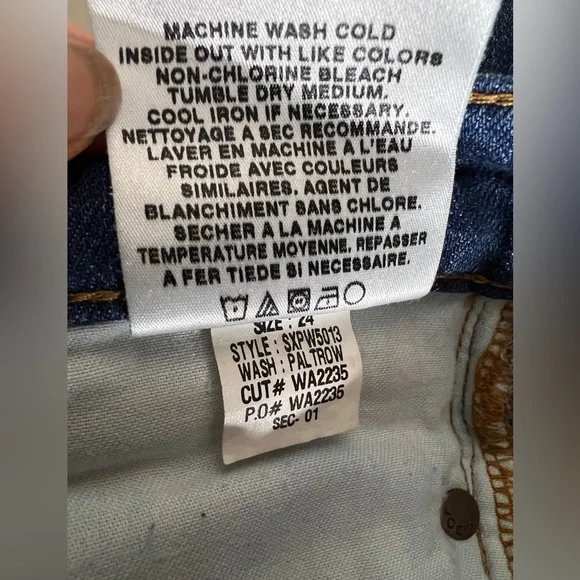 MACHINE WASH COLD
INSIDE OUT WITH LIKE COLORS
NON-CHLORINE BLEACH
TUMBLE DRY MEDIUM.
COOL IRON IF NECESSARY.
NETTOYAGE A SEC RECOMMANDE.
LAVER EN MACHINE A L'EAU
FROIDE AVEC COULEURS
SIMILAIRES. AGENT DE
BLANCHIMENT SANS CHLORE.
SECHER A LA MACHINE A
TEMPERATURE MOYENNE. REPASSER
A FER TIEDE SI NECESSAIRE.
SIZE : 24
STYLE : SXPW5013
WASH : PALTROW
CUT# WA2235
P.O# WA2235
SEC- 01